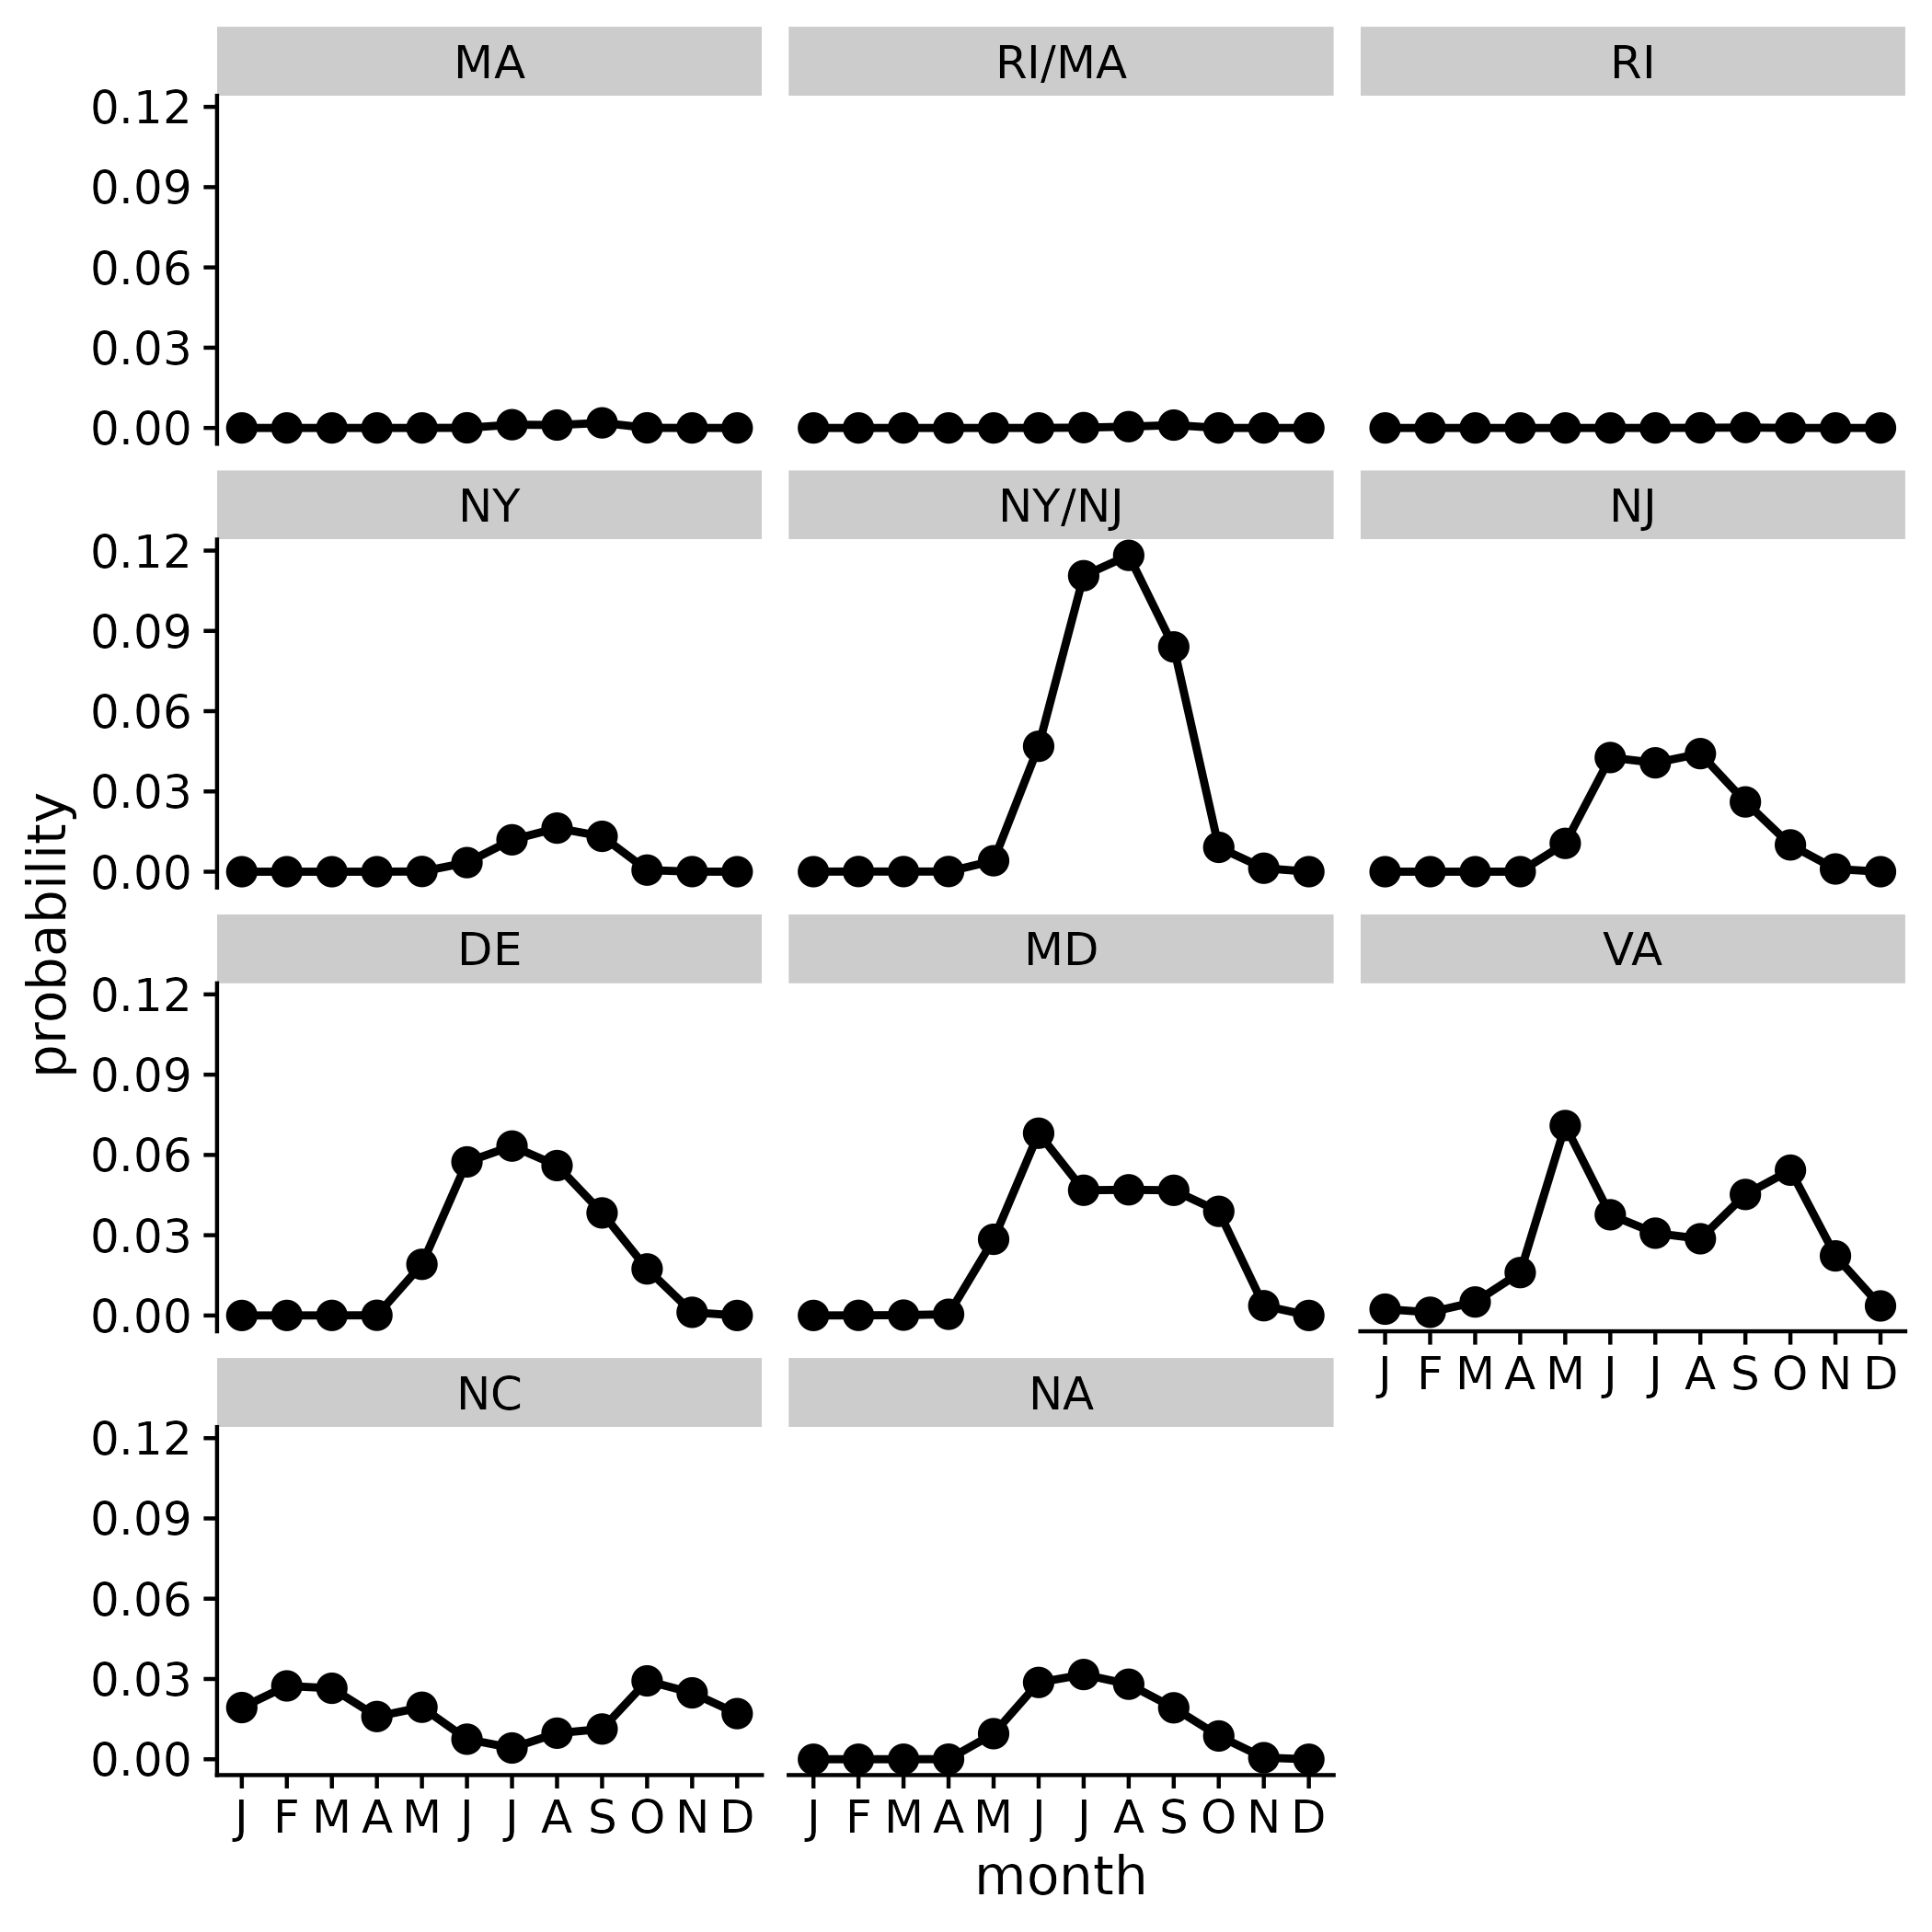 MA RI/MA RI
0.12
0.09
0.06
0.03
0.00
NY NY/NJ NJ
0.12
0.09
0.06
0.03
0.00
DE MD VA
0.12
0.09
0.06
0.03
0.00
J F M A M J J A S O N D
NC NA
0.12
0.09
0.06
0.03
0.00
J F M A M J J A S O N D J F M A M J J A S O N D
month
probability